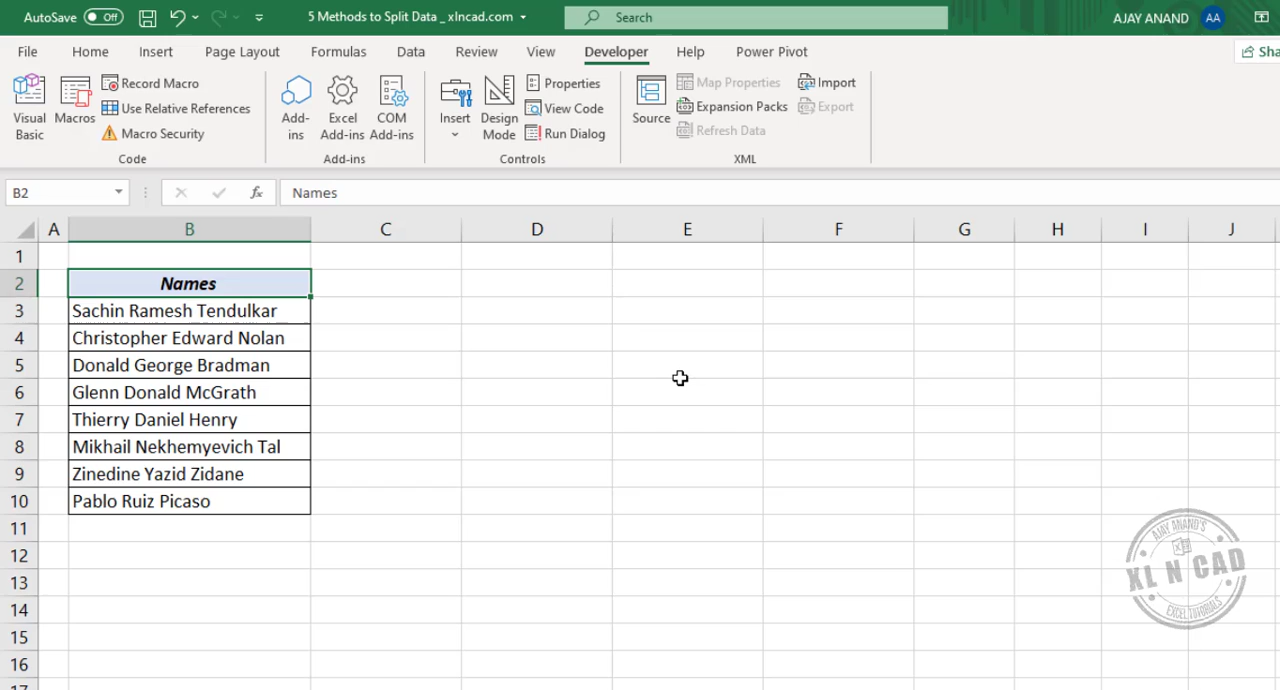 AutoSave Off 5 Methods to Split Data _ xlncad.com Search AJAY ANAND AA
File Home Insert Page Layout Formulas Data Review View Developer Help Power Pivot Sha
Visual Basic
Macros
Record Macro
Use Relative References
Macro Security
Code
Add-ins
Excel Add-ins
COM Add-ins
Add-ins
Insert
Design Mode
Properties
View Code
Run Dialog
Controls
Source
Map Properties
Expansion Packs
Refresh Data
Import
Export
XML
B2 fx Names
A B C D E F G H I J
1
2 Names
3 Sachin Ramesh Tendulkar
4 Christopher Edward Nolan
5 Donald George Bradman
6 Glenn Donald McGrath
7 Thierry Daniel Henry
8 Mikhail Nekhemyevich Tal
9 Zinedine Yazid Zidane
10 Pablo Ruiz Picaso
11
12
13
14
15
16
17
AJAY ANAND'S
XL N CAD
EXCEL TUTORIALS